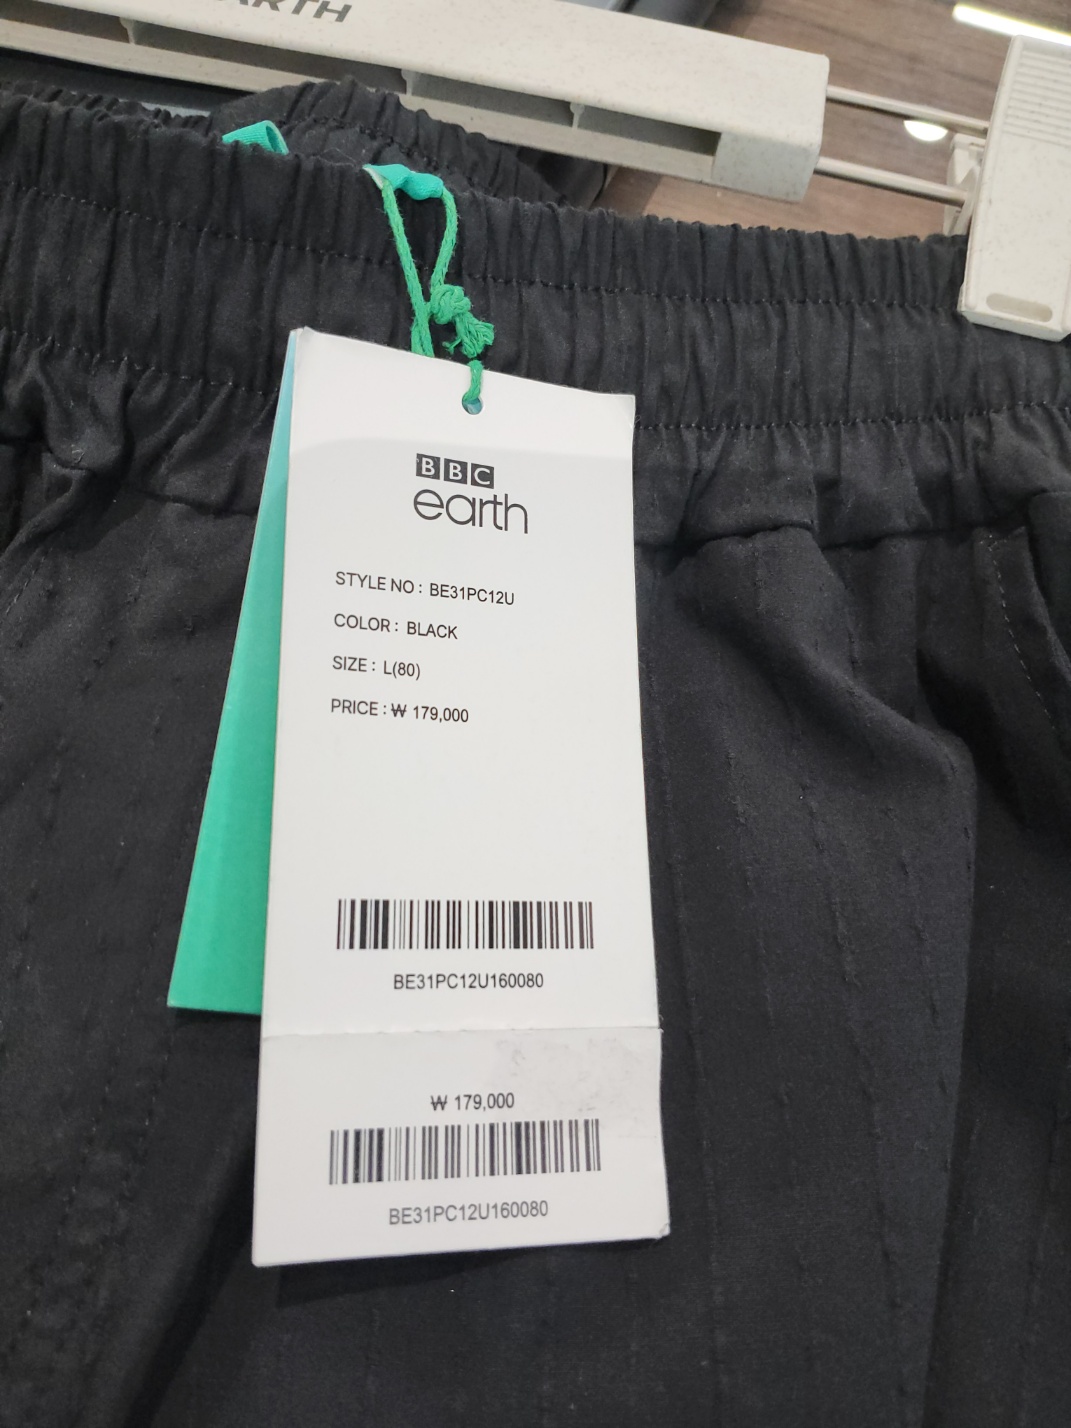 ARTH
BBC
earth
STYLE NO : BE31PC12U
COLOR : BLACK
SIZE : L(80)
PRICE : ₩ 179,000
BE31PC12U160080
₩ 179,000
BE31PC12U160080